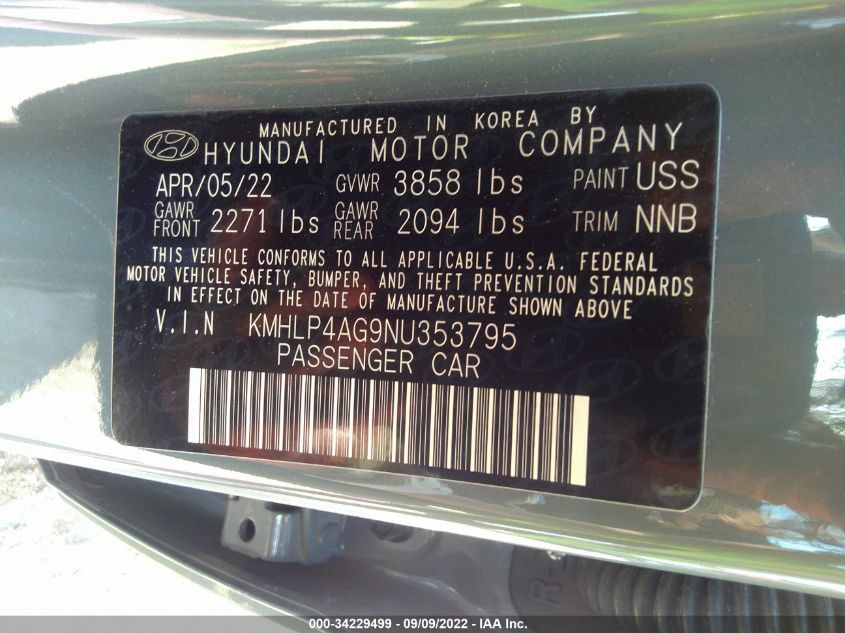 MANUFACTURED IN KOREA BY
HYUNDAI MOTOR COMPANY
APR/05/22 GVWR 3858 lbs PAINT USS
GAWR FRONT 2271 lbs GAWR REAR 2094 lbs TRIM NNB
THIS VEHICLE CONFORMS TO ALL APPLICABLE U.S.A. FEDERAL
MOTOR VEHICLE SAFETY, BUMPER, AND THEFT PREVENTION STANDARDS
IN EFFECT ON THE DATE OF MANUFACTURE SHOWN ABOVE
V.I.N KMHLP4AG9NU353795
PASSENGER CAR
000-34229499 - 09/09/2022 - IAA Inc.